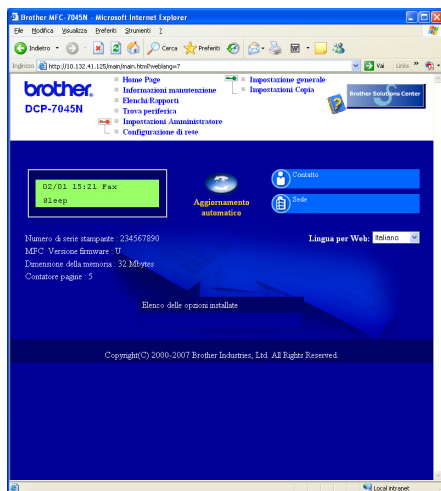 Brother MFC-7045N - Microsoft Internet Explorer
File Modifica Visualizza Preferiti Strumenti ?
Indietro Cerca Preferiti
Indirizzo http://10.132.41.125/main/main.html?weblang=7 Vai Links »
brother.
DCP-7045N
Home Page
Informazioni manutenzione
Elenchi/Rapporti
Trova periferica
Impostazioni Amministratore
Configurazione di rete
Impostazione generale
Impostazioni Copia
Brother Solutions Center
02/01 15:21 Fax
Sleep
Aggiornamento
automatico
Contatto
Sede
Numero di serie stampante : 234567890
MFC Versione firmware : U
Dimensione della memoria : 32 Mbytes
Contatore pagine : 5
Lingua per Web: Italiano
Elenco delle opzioni installate
Copyright(C) 2000-2007 Brother Industries, Ltd. All Rights Reserved.
Local intranet